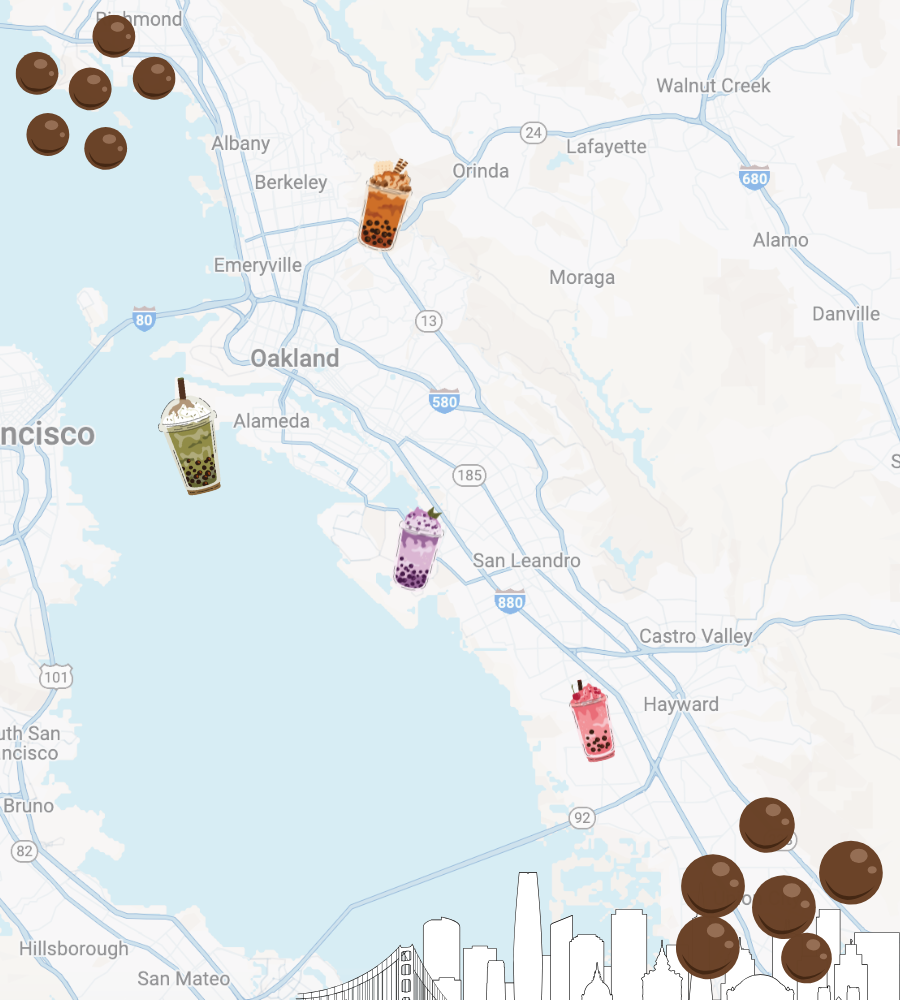 Richmond
Walnut Creek
24
Albany
Lafayette
Orinda
680
Berkeley
Alamo
Emeryville
Moraga
Danville
80
13
Oakland
580
Alameda
ncisco
185
S
San Leandro
880
Castro Valley
101
Hayward
uth San
ncisco
Bruno
92
82
Hillsborough
San Mateo